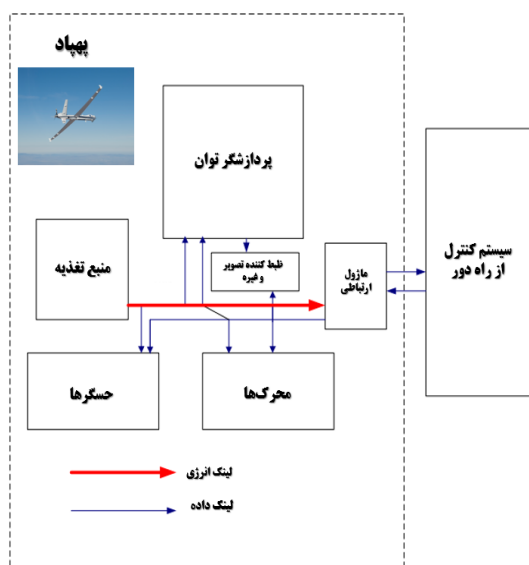 پهپاد
پردازشگر توان
سیستم کنترل
از راه دور
منبع تغذیه
ظبط کننده تصویر
و غیره
ماژول
ارتباطی
حسگرها
محرک‌ها
لینک انرژی
لینک داده